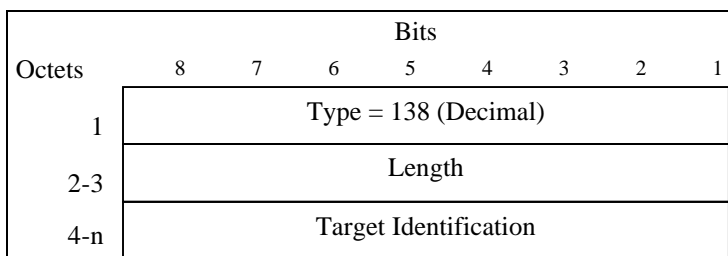 Bits
Octets 8 7 6 5 4 3 2 1
1 Type = 138 (Decimal)
2-3 Length
4-n Target Identification